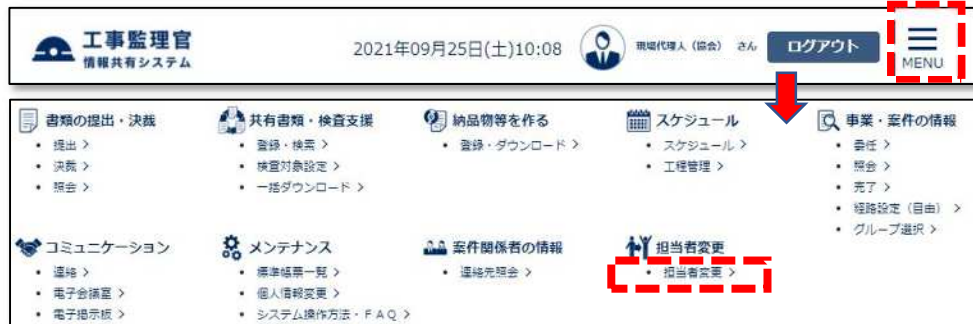 工事監理官
情報共有システム
2021年09月25日(土)10:08
現場代理人（協会） さん
ログアウト
MENU
書類の提出・決裁
・ 提出 >
・ 決裁 >
・ 照会 >
共有書類・検査支援
・ 登録・検索 >
・ 検査対象設定 >
・ 一括ダウンロード >
納品物等を作る
・ 登録・ダウンロード >
スケジュール
・ スケジュール >
・ 工程管理 >
事業・案件の情報
・ 委任 >
・ 照会 >
・ 完了 >
・ 経路設定（自由） >
・ グループ選択 >
コミュニケーション
・ 連絡 >
・ 電子会議室 >
・ 電子掲示板 >
メンテナンス
・ 標準帳票一覧 >
・ 個人情報変更 >
・ システム操作方法・ＦＡＱ >
案件関係者の情報
・ 連絡先照会 >
担当者変更
・ 担当者変更 >